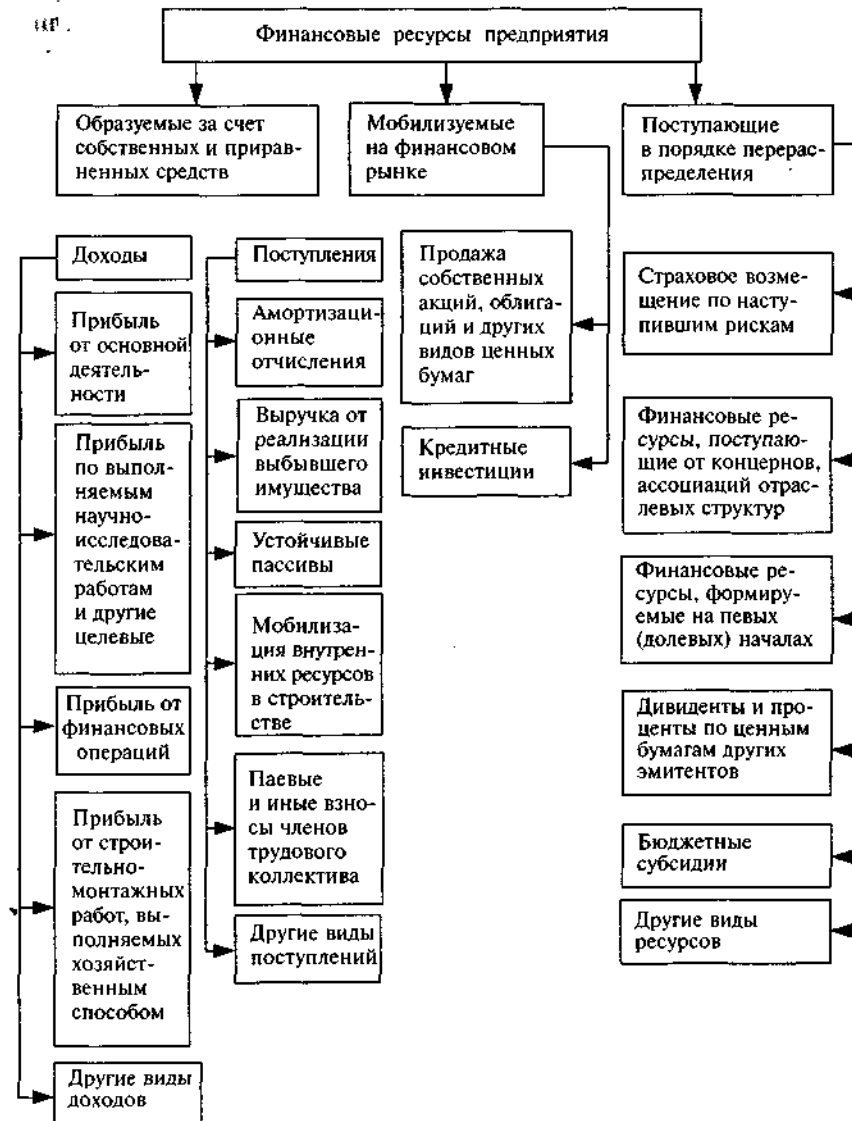 Финансовые ресурсы предприятия
Образуемые за счет
собственных и приравненных средств
Мобилизуемые
на финансовом
рынке
Поступающие
в порядке перерас-
пределения
Доходы
Прибыль
от основной
деятель-
ности
Прибыль
по выпол-
няемым
научно-
исследова-
тельским
работам
и другие
целевые
Прибыль от
финансовых
операций
Прибыль
от строи-
тельно-
монтажных
работ, вы-
полняемых
хозяйст-
венным
способом
Другие виды
доходов
Поступления
Амортизаци-
онные
отчисления
Выручка от
реализации
выбывшего
имущества
Устойчивые
пассивы
Мобилиза-
ция внутрен-
них ресурсов
в строитель-
стве
Паевые
и иные взно-
сы членов
трудового
коллектива
Другие виды
поступлений
Продажа
собственных
акций, облига-
ций и других
видов ценных
бумаг
Кредитные
инвестиции
Страховое возме-
щение по насту-
пившим рискам
Финансовые ре-
сурсы, поступаю-
щие от концернов,
ассоциаций отрас-
левых структур
Финансовые ре-
сурсы, формиру-
емые на певых
(долевых) началах
Дивиденты и про-
центы по ценным
бумагам других
эмитентов
Бюджетные
субсидии
Другие виды
ресурсов